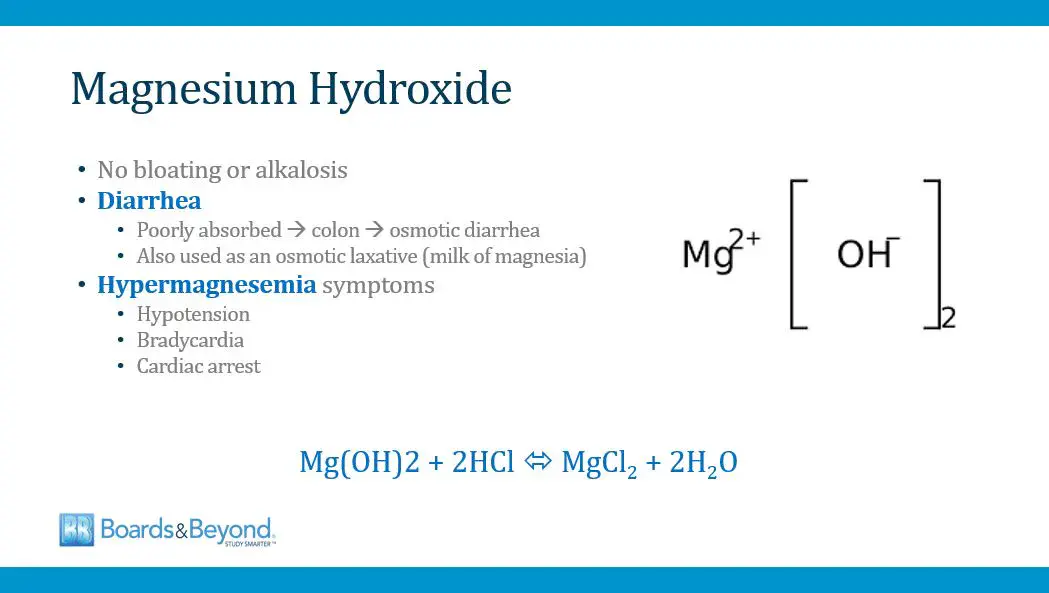 Magnesium Hydroxide
• No bloating or alkalosis
• Diarrhea
• Poorly absorbed → colon → osmotic diarrhea
• Also used as an osmotic laxative (milk of magnesia)
• Hypermagnesemia symptoms
• Hypotension
• Bradycardia
• Cardiac arrest
Mg²⁺ [OH⁻]₂
Mg(OH)2 + 2HCl ⬄ MgCl₂ + 2H₂O
BB Boards&Beyond.
STUDY SMARTER™